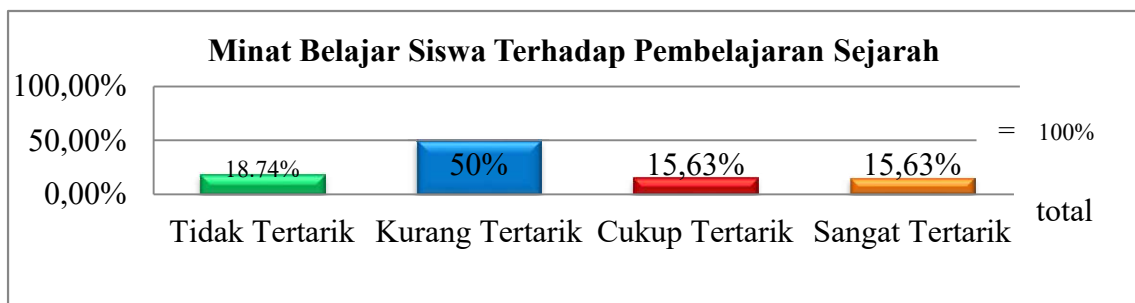 Minat Belajar Siswa Terhadap Pembelajaran Sejarah
100,00%
50,00%
0,00%
18.74%
50%
15,63%
15,63%
= 100%
Tidak Tertarik Kurang Tertarik Cukup Tertarik Sangat Tertarik
total